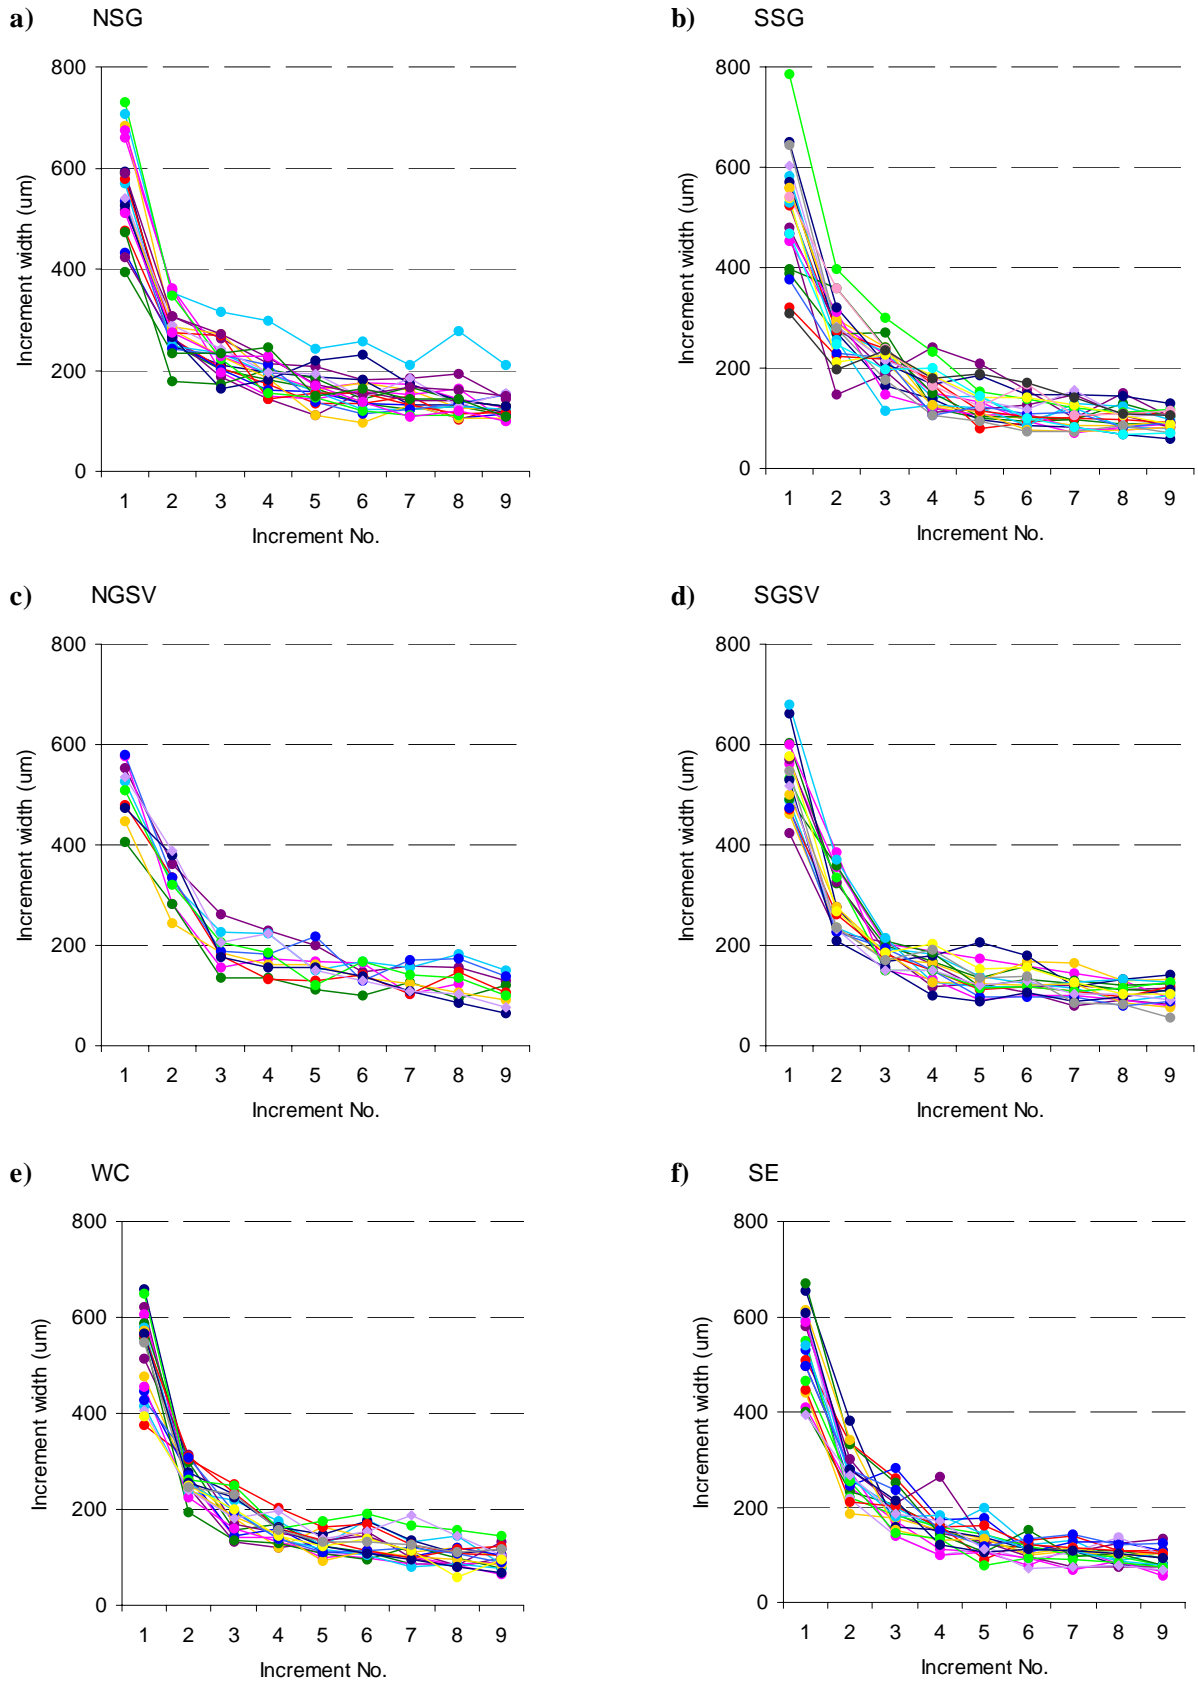 a) NSG
800
600
400
200
0
Increment width (um)
1 2 3 4 5 6 7 8 9
Increment No.
b) SSG
800
600
400
200
0
Increment width (um)
1 2 3 4 5 6 7 8 9
Increment No.
c) NGSV
800
600
400
200
0
Increment width (um)
1 2 3 4 5 6 7 8 9
Increment No.
d) SGSV
800
600
400
200
0
Increment width (um)
1 2 3 4 5 6 7 8 9
Increment No.
e) WC
800
600
400
200
0
Increment width (um)
1 2 3 4 5 6 7 8 9
Increment No.
f) SE
800
600
400
200
0
Increment width (um)
1 2 3 4 5 6 7 8 9
Increment No.